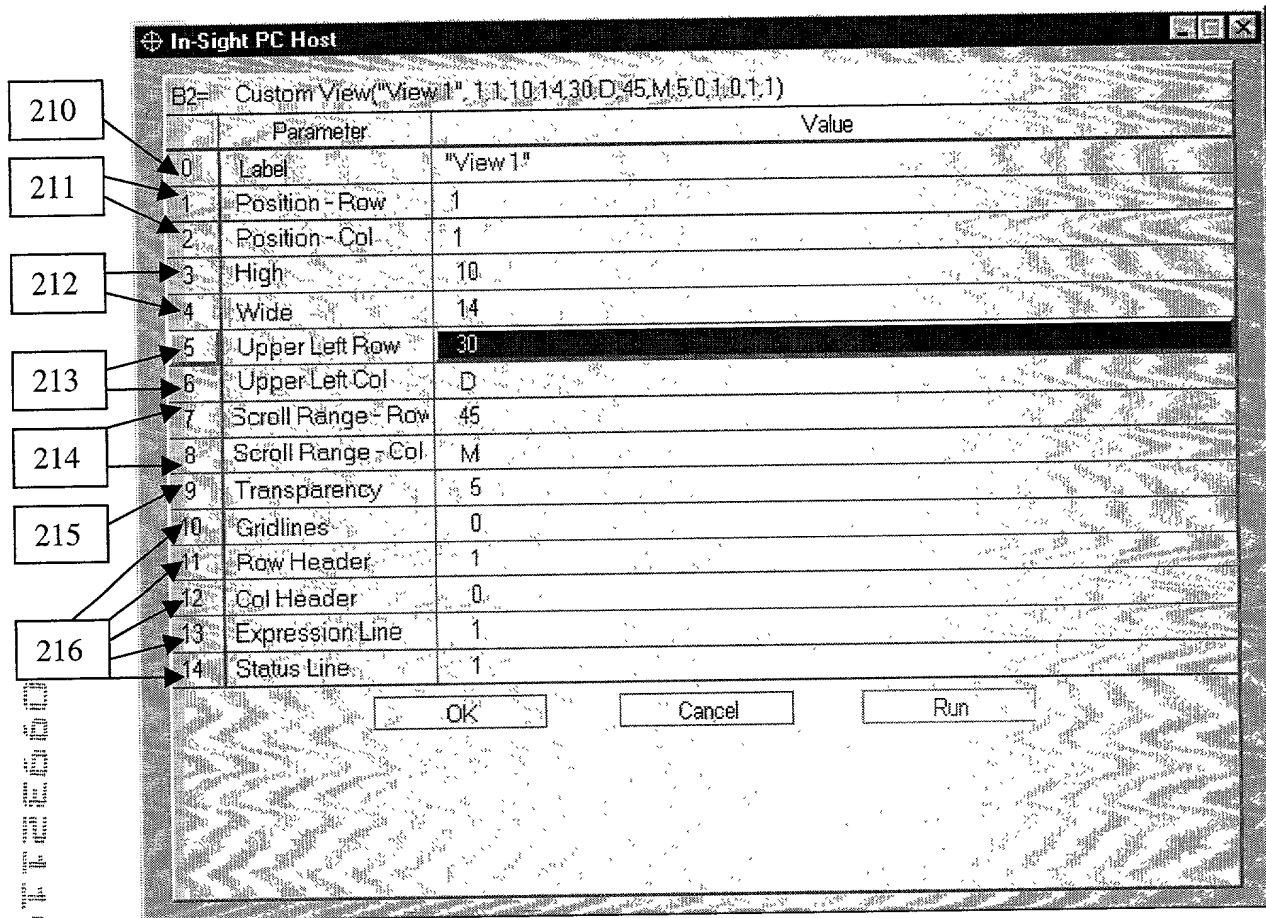 In-Sight PC Host
B2= Custom View("View 1", 1,1,10,14,30,D,45,M,5,0,1,0,1,1)
Parameter Value
210
0 Label "View 1"
211
1 Position - Row 1
2 Position - Col 1
212
3 High 10
4 Wide 14
213
5 Upper Left Row 30
6 Upper Left Col D
214
7 Scroll Range - Row 45
8 Scroll Range - Col M
215
9 Transparency 5
216
10 Gridlines 0
11 Row Header 1
12 Col Header 0
13 Expression Line 1
14 Status Line 1
OK Cancel Run